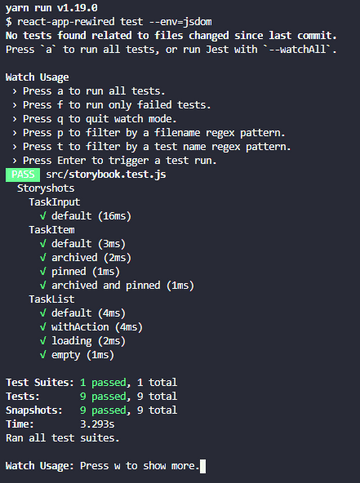 yarn run v1.19.0
$ react-app-rewired test --env=jsdom
No tests found related to files changed since last commit.
Press `a` to run all tests, or run Jest with `--watchAll`.
Watch Usage
› Press a to run all tests.
› Press f to run only failed tests.
› Press q to quit watch mode.
› Press p to filter by a filename regex pattern.
› Press t to filter by a test name regex pattern.
› Press Enter to trigger a test run.
PASS src/storybook.test.js
Storyshots
TaskInput
√ default (16ms)
TaskItem
√ default (3ms)
√ archived (2ms)
√ pinned (1ms)
√ archived and pinned (1ms)
TaskList
√ default (4ms)
√ withAction (4ms)
√ loading (2ms)
√ empty (1ms)
Test Suites: 1 passed, 1 total
Tests: 9 passed, 9 total
Snapshots: 9 passed, 9 total
Time: 3.293s
Ran all test suites.
Watch Usage: Press w to show more.